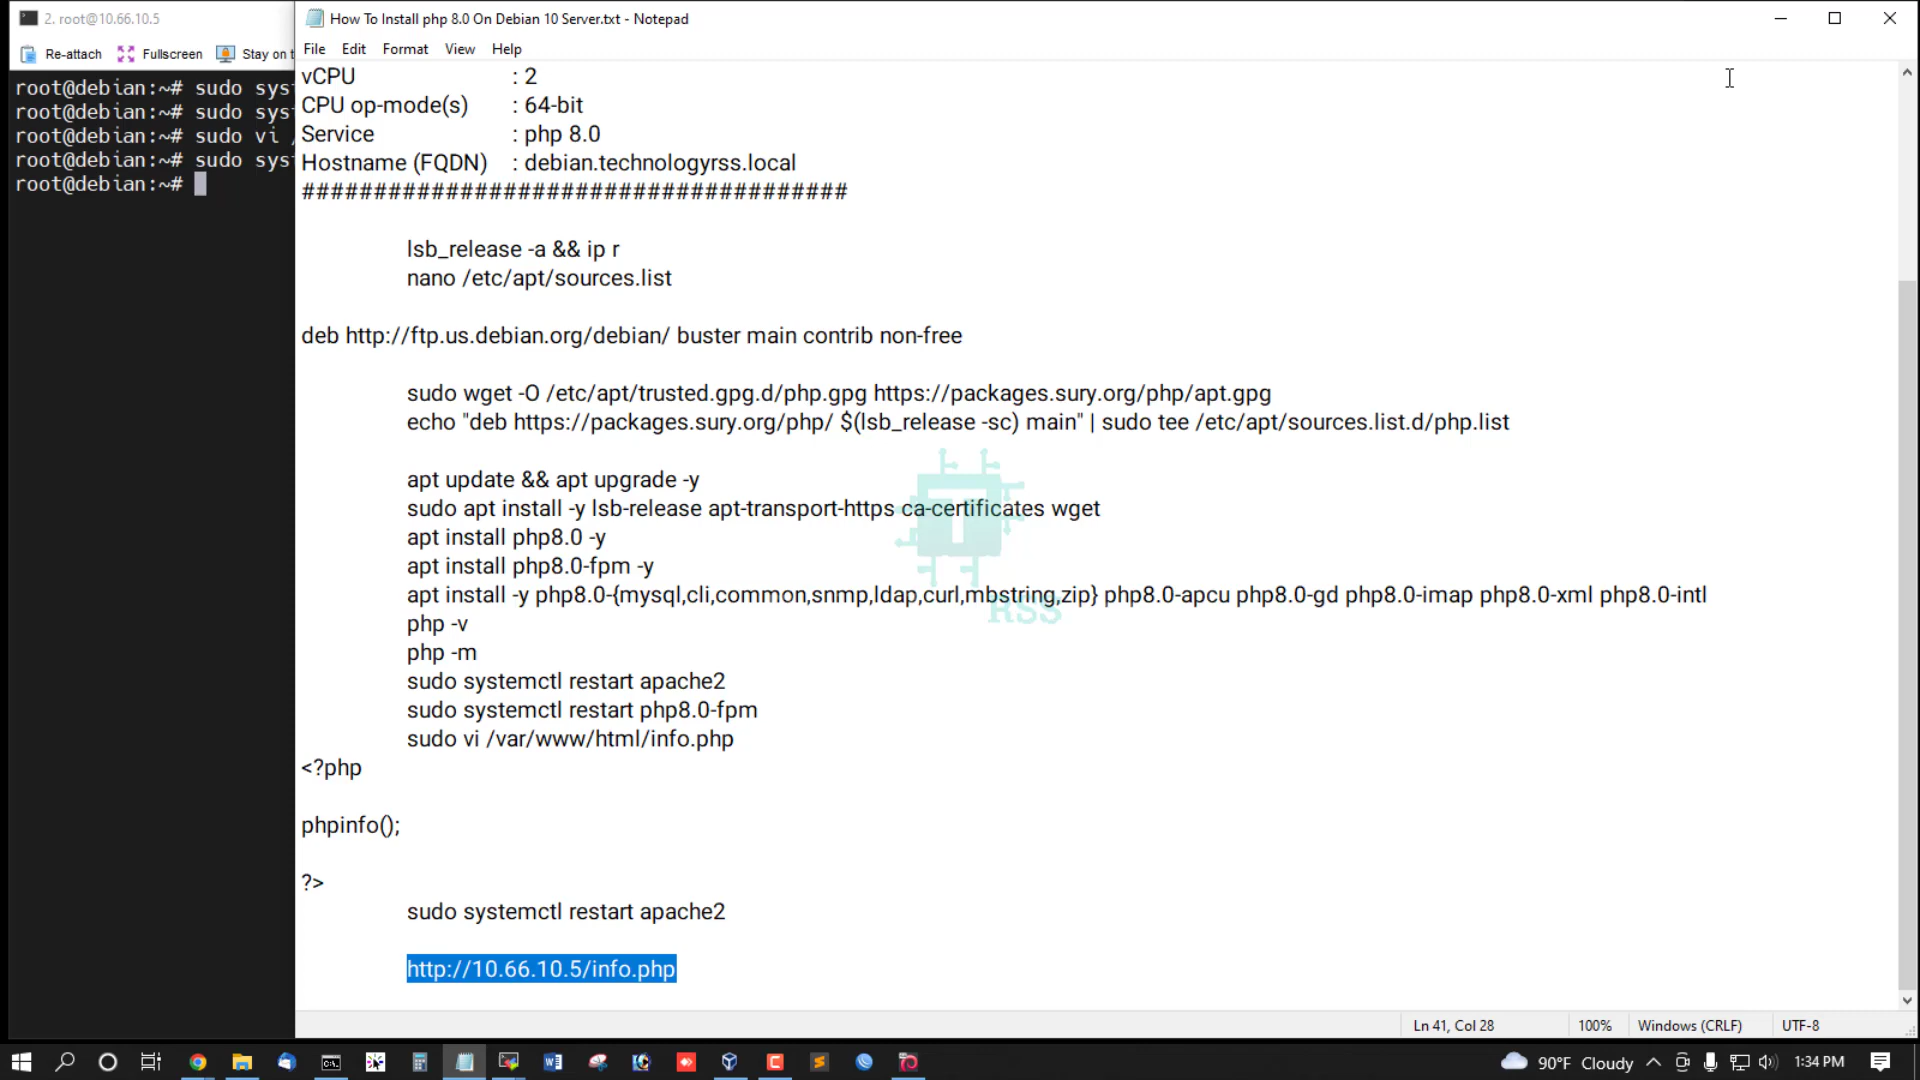 2. root@10.66.10.5
How To Install php 8.0 On Debian 10 Server.txt - Notepad
Re-attach Fullscreen Stay on t
File Edit Format View Help
root@debian:~# sudo syst
root@debian:~# sudo syst
root@debian:~# sudo vi /
root@debian:~# sudo syst
root@debian:~#
vCPU : 2
CPU op-mode(s) : 64-bit
Service : php 8.0
Hostname (FQDN) : debian.technologyrss.local
######################################
lsb_release -a && ip r
nano /etc/apt/sources.list
deb http://ftp.us.debian.org/debian/ buster main contrib non-free
sudo wget -O /etc/apt/trusted.gpg.d/php.gpg https://packages.sury.org/php/apt.gpg
echo "deb https://packages.sury.org/php/ $(lsb_release -sc) main" | sudo tee /etc/apt/sources.list.d/php.list
apt update && apt upgrade -y
sudo apt install -y lsb-release apt-transport-https ca-certificates wget
apt install php8.0 -y
apt install php8.0-fpm -y
apt install -y php8.0-{mysql,cli,common,snmp,ldap,curl,mbstring,zip} php8.0-apcu php8.0-gd php8.0-imap php8.0-xml php8.0-intl
T
RSS
php -v
php -m
sudo systemctl restart apache2
sudo systemctl restart php8.0-fpm
sudo vi /var/www/html/info.php
<?php
phpinfo();
?>
sudo systemctl restart apache2
http://10.66.10.5/info.php
Ln 41, Col 28 100% Windows (CRLF) UTF-8
90°F Cloudy 1:34 PM